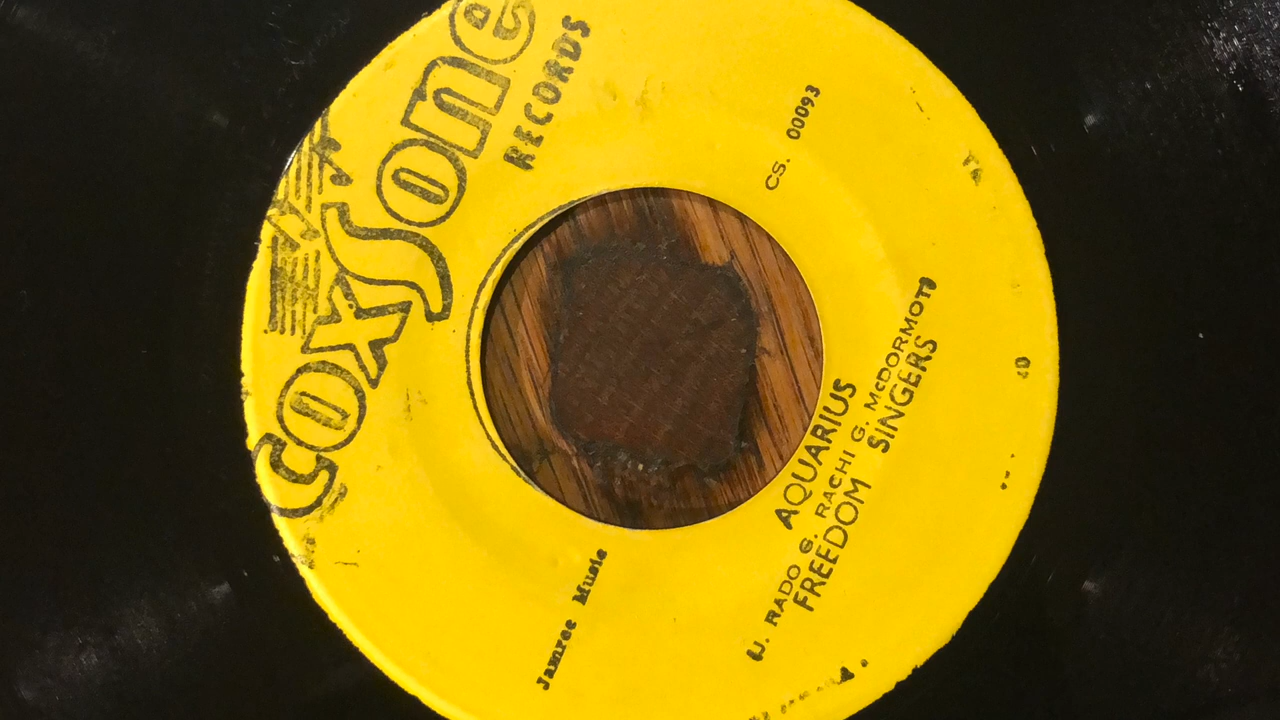 Coxsone
RECORDS
CS. 00093
Jamrec Music
AQUARIUS
J. RADO G. RACHI G. McDORMOTT
FREEDOM SINGERS